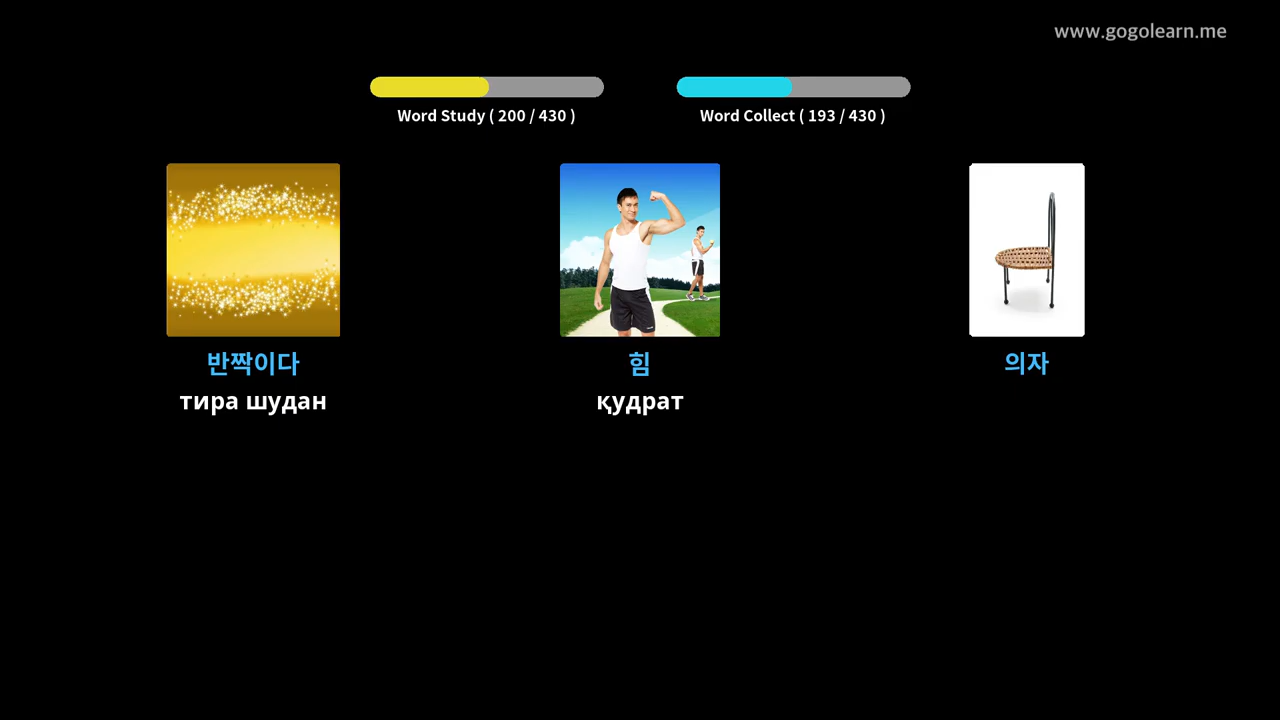 www.gogolearn.me
Word Study ( 200 / 430 )
Word Collect ( 193 / 430 )
반짝이다
힘
의자
тира шудан
қудрат